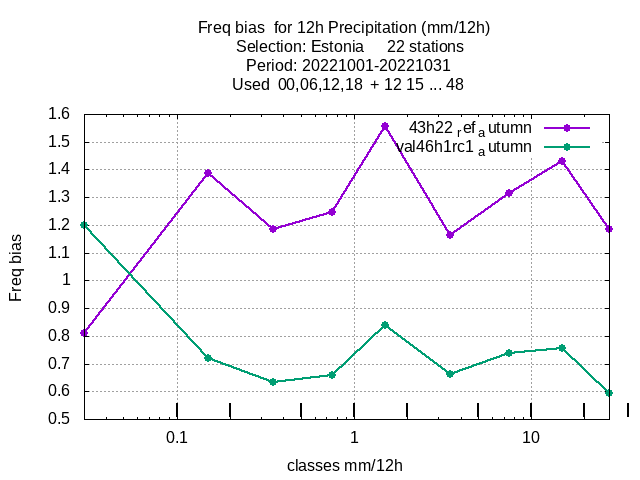 Freq bias  for 12h Precipitation (mm/12h)
Selection: Estonia     22 stations
Period: 20221001-20221031
Used  00,06,12,18  + 12 15 ... 48
43h22_ref_autumn
val46h1rc1_autumn
1.6
1.5
1.4
1.3
1.2
1.1
1
0.9
0.8
0.7
0.6
0.5
Freq bias
0.1 1 10
classes mm/12h